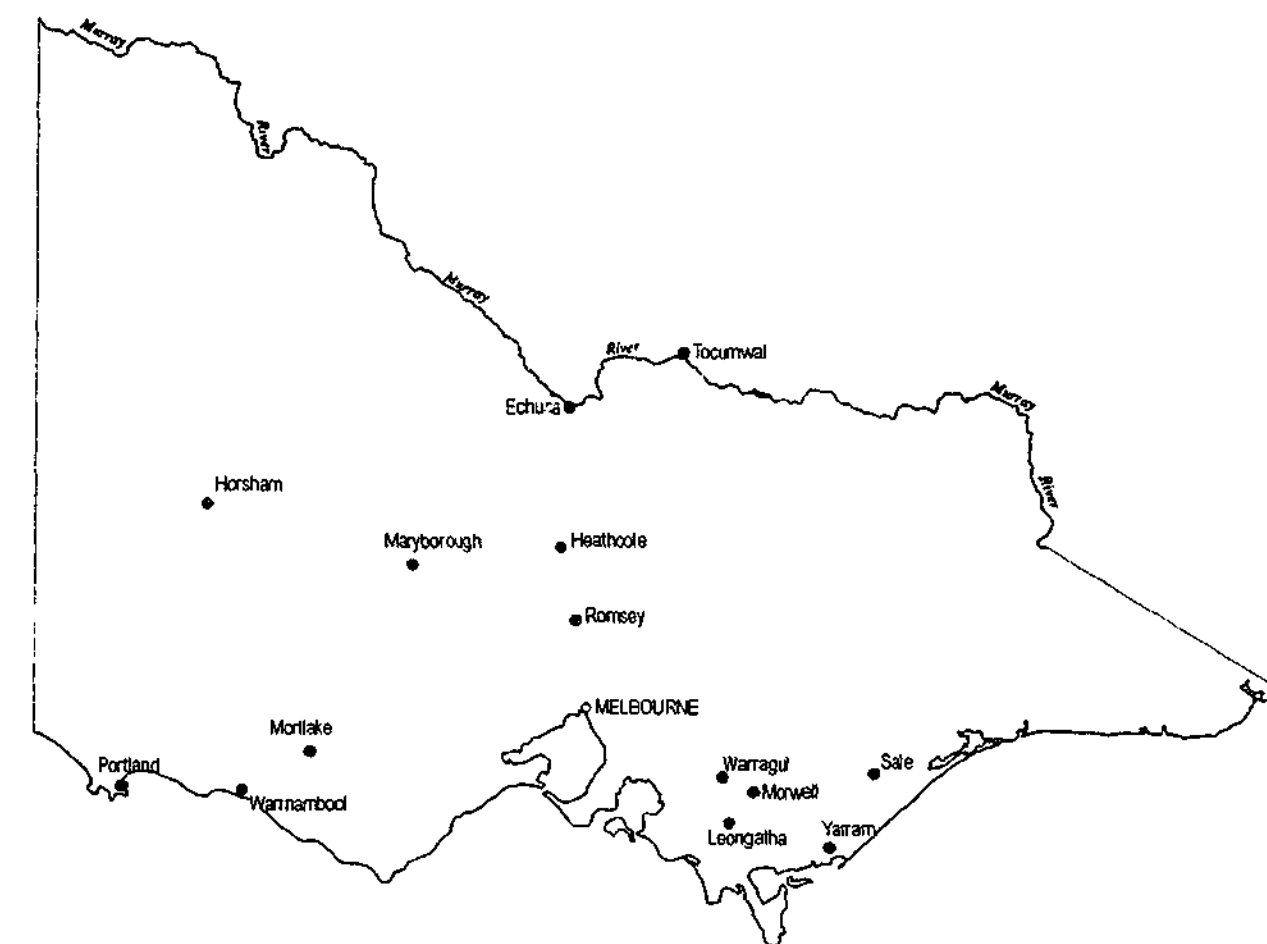 Murray
River
Murray
River
Tocumwal
Echuca
Murray
River
Horsham
Maryborough
Heathcote
Romsey
MELBOURNE
Mortlake
Portland
Warrnambool
Warragul
Sale
Morwell
Leongatha
Yarram